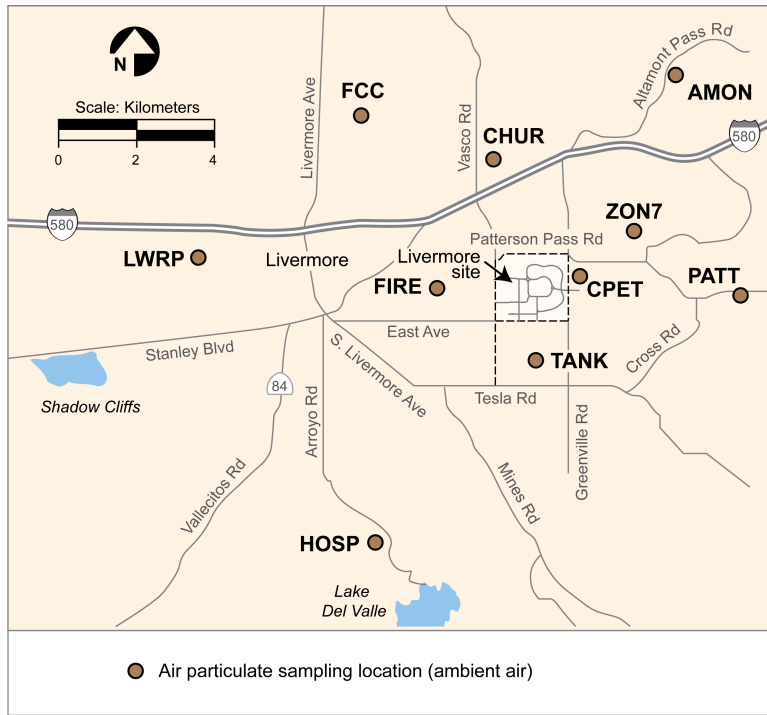 Altamont Pass Rd
N
FCC
AMON
Scale: Kilometers
Livermore Ave
Vasco Rd
CHUR
580
0 2 4
ZON7
580
Patterson Pass Rd
LWRP
Livermore
Livermore
site
FIRE
CPET
PATT
East Ave
Stanley Blvd
S. Livermore Ave
TANK
Cross Rd
84
Shadow Cliffs
Tesla Rd
Arroyo Rd
Greenville Rd
Vallecitos Rd
Mines Rd
HOSP
Lake
Del Valle
Air particulate sampling location (ambient air)